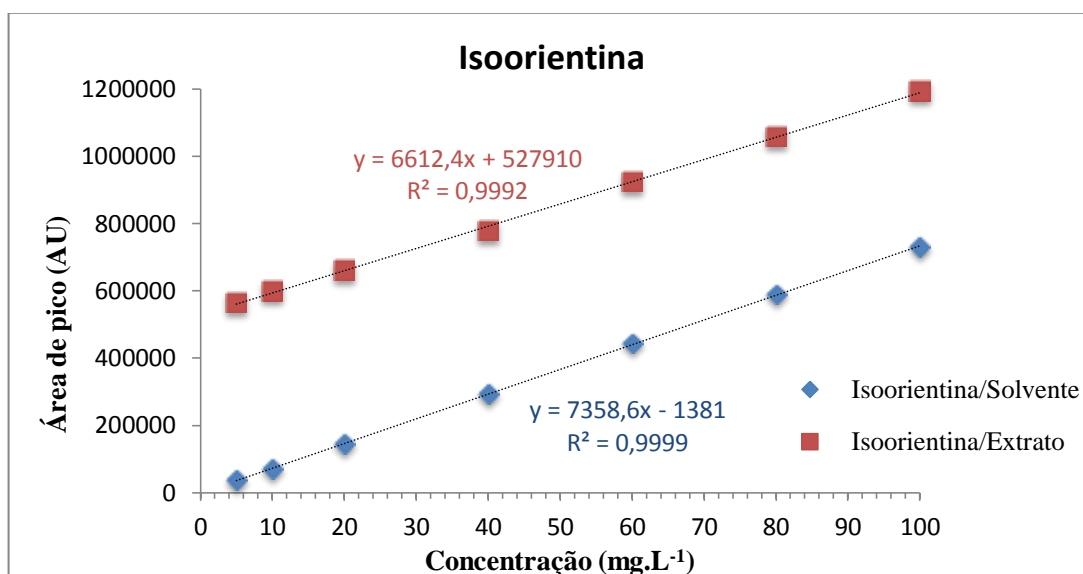 Isoorientina
1200000
1000000
800000
600000
400000
200000
0
Área de pico (AU)
y = 6612,4x + 527910
R² = 0,9992
y = 7358,6x - 1381
R² = 0,9999
Isoorientina/Solvente
Isoorientina/Extrato
0 10 20 30 40 50 60 70 80 90 100
Concentração (mg.L⁻¹)